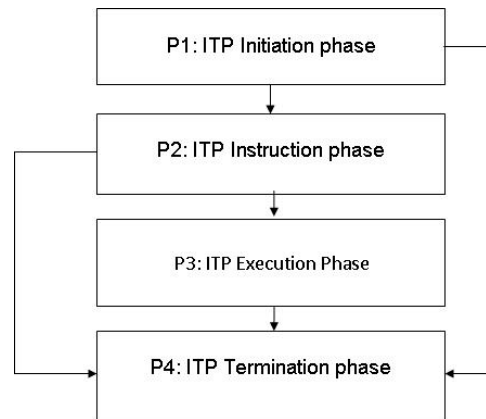 P1: ITP Initiation phase
P2: ITP Instruction phase
P3: ITP Execution Phase
P4: ITP Termination phase